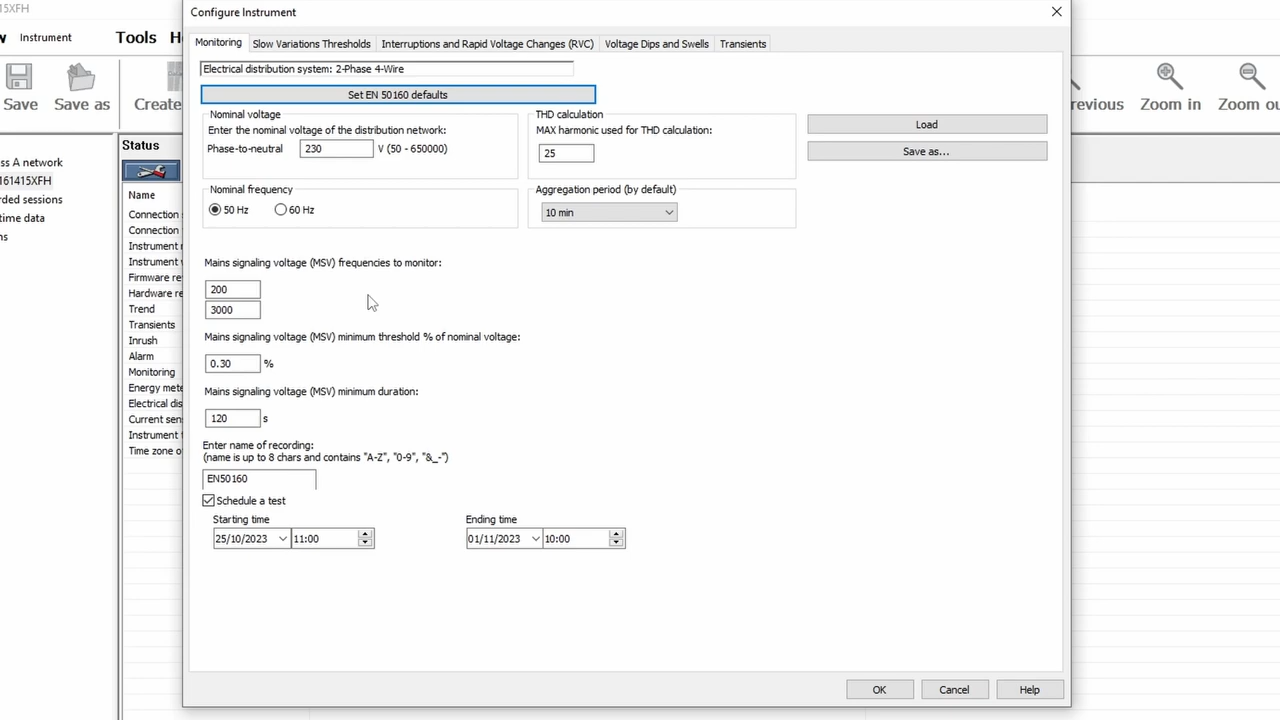 15XFH
Configure Instrument
w Instrument Tools H
Monitoring Slow Variations Thresholds Interruptions and Rapid Voltage Changes (RVC) Voltage Dips and Swells Transients
Save Save as Create
revious Zoom in Zoom ou
Electrical distribution system: 2-Phase 4-Wire
Set EN 50160 defaults
Nominal voltage
Enter the nominal voltage of the distribution network:
Phase-to-neutral 230 V (50 - 650000)
THD calculation
MAX harmonic used for THD calculation:
25
Load
Save as...
Nominal frequency
50 Hz 60 Hz
Aggregation period (by default)
10 min
Mains signaling voltage (MSV) frequencies to monitor:
200
3000
Mains signaling voltage (MSV) minimum threshold % of nominal voltage:
0.30 %
Mains signaling voltage (MSV) minimum duration:
120 s
Enter name of recording:
(name is up to 8 chars and contains "A-Z", "0-9", "&_-")
EN50160
Schedule a test
Starting time
25/10/2023 11:00
Ending time
01/11/2023 10:00
OK Cancel Help
ss A network
161415XFH
rded sessions
time data
ns
Status
Name
Connection
Connection
Instrument
Instrument
Firmware re
Hardware re
Trend
Transients
Inrush
Alarm
Monitoring
Energy mete
Electrical dis
Current sen
Instrument
Time zone o